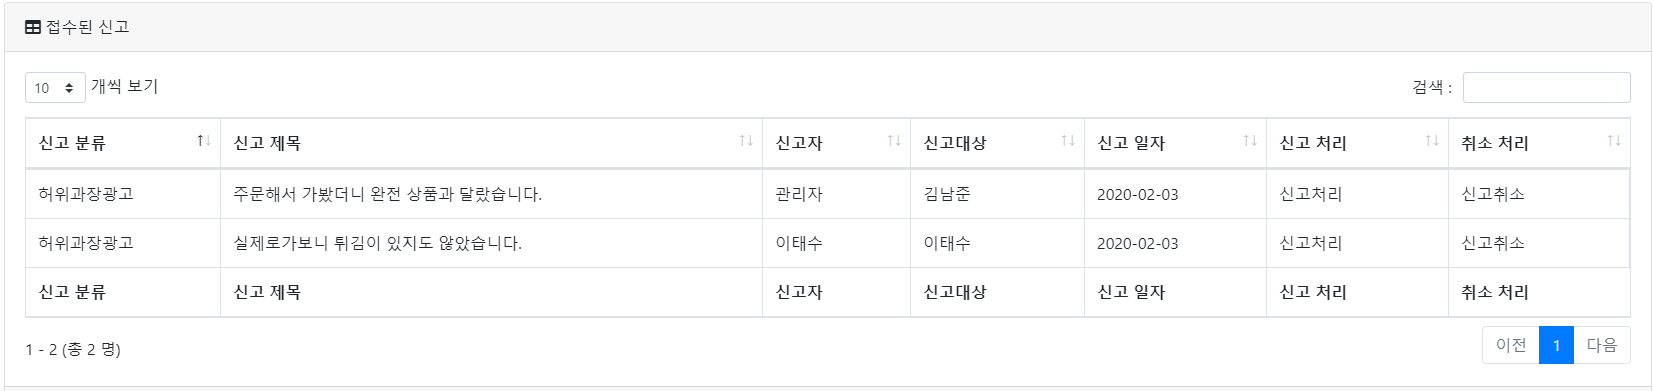 접수된 신고
10 개씩 보기 검색 :
신고 분류 신고 제목 신고자 신고대상 신고 일자 신고 처리 취소 처리
허위과장광고 주문해서 가봤더니 완전 상품과 달랐습니다. 관리자 김남준 2020-02-03 신고처리 신고취소
허위과장광고 실제로가보니 튀김이 있지도 않았습니다. 이태수 이태수 2020-02-03 신고처리 신고취소
신고 분류 신고 제목 신고자 신고대상 신고 일자 신고 처리 취소 처리
1 - 2 (총 2 명) 이전 1 다음